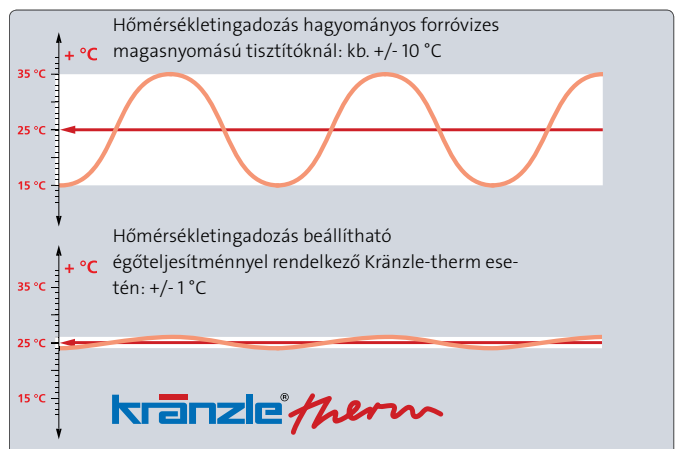 Hőmérsékletingadozás hagyományos forróvizes
+ °C magasnyomású tisztítóknál: kb. +/- 10 °C
35 °C
25 °C
15 °C
Hőmérsékletingadozás beállítható
+ °C égőteljesítménnyel rendelkező Kränzle-therm ese-
tén: +/- 1 °C
35 °C
25 °C
15 °C
kränzle® therm